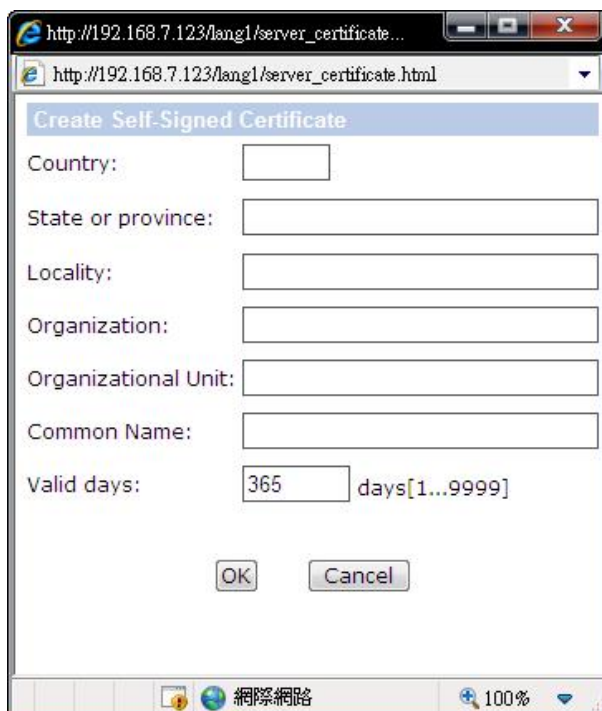 http://192.168.7.123/lang1/server_certificate...
http://192.168.7.123/lang1/server_certificate.html
Create Self-Signed Certificate
Country:
State or province:
Locality:
Organization:
Organizational Unit:
Common Name:
Valid days: 365 days[1...9999]
OK Cancel
網際網路 100%